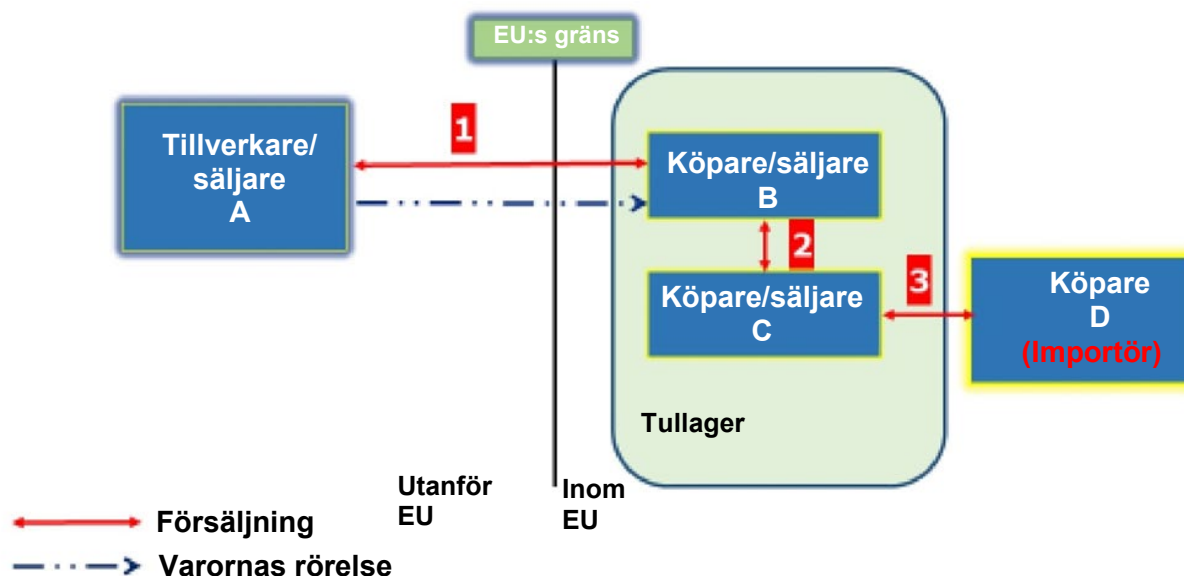 EU:s gräns
1
Tillverkare/
säljare
A
Köpare/säljare
B
2
Köpare/säljare
C
3
Köpare
D
(Importör)
Tullager
Utanför
EU
Inom
EU
Försäljning
Varornas rörelse